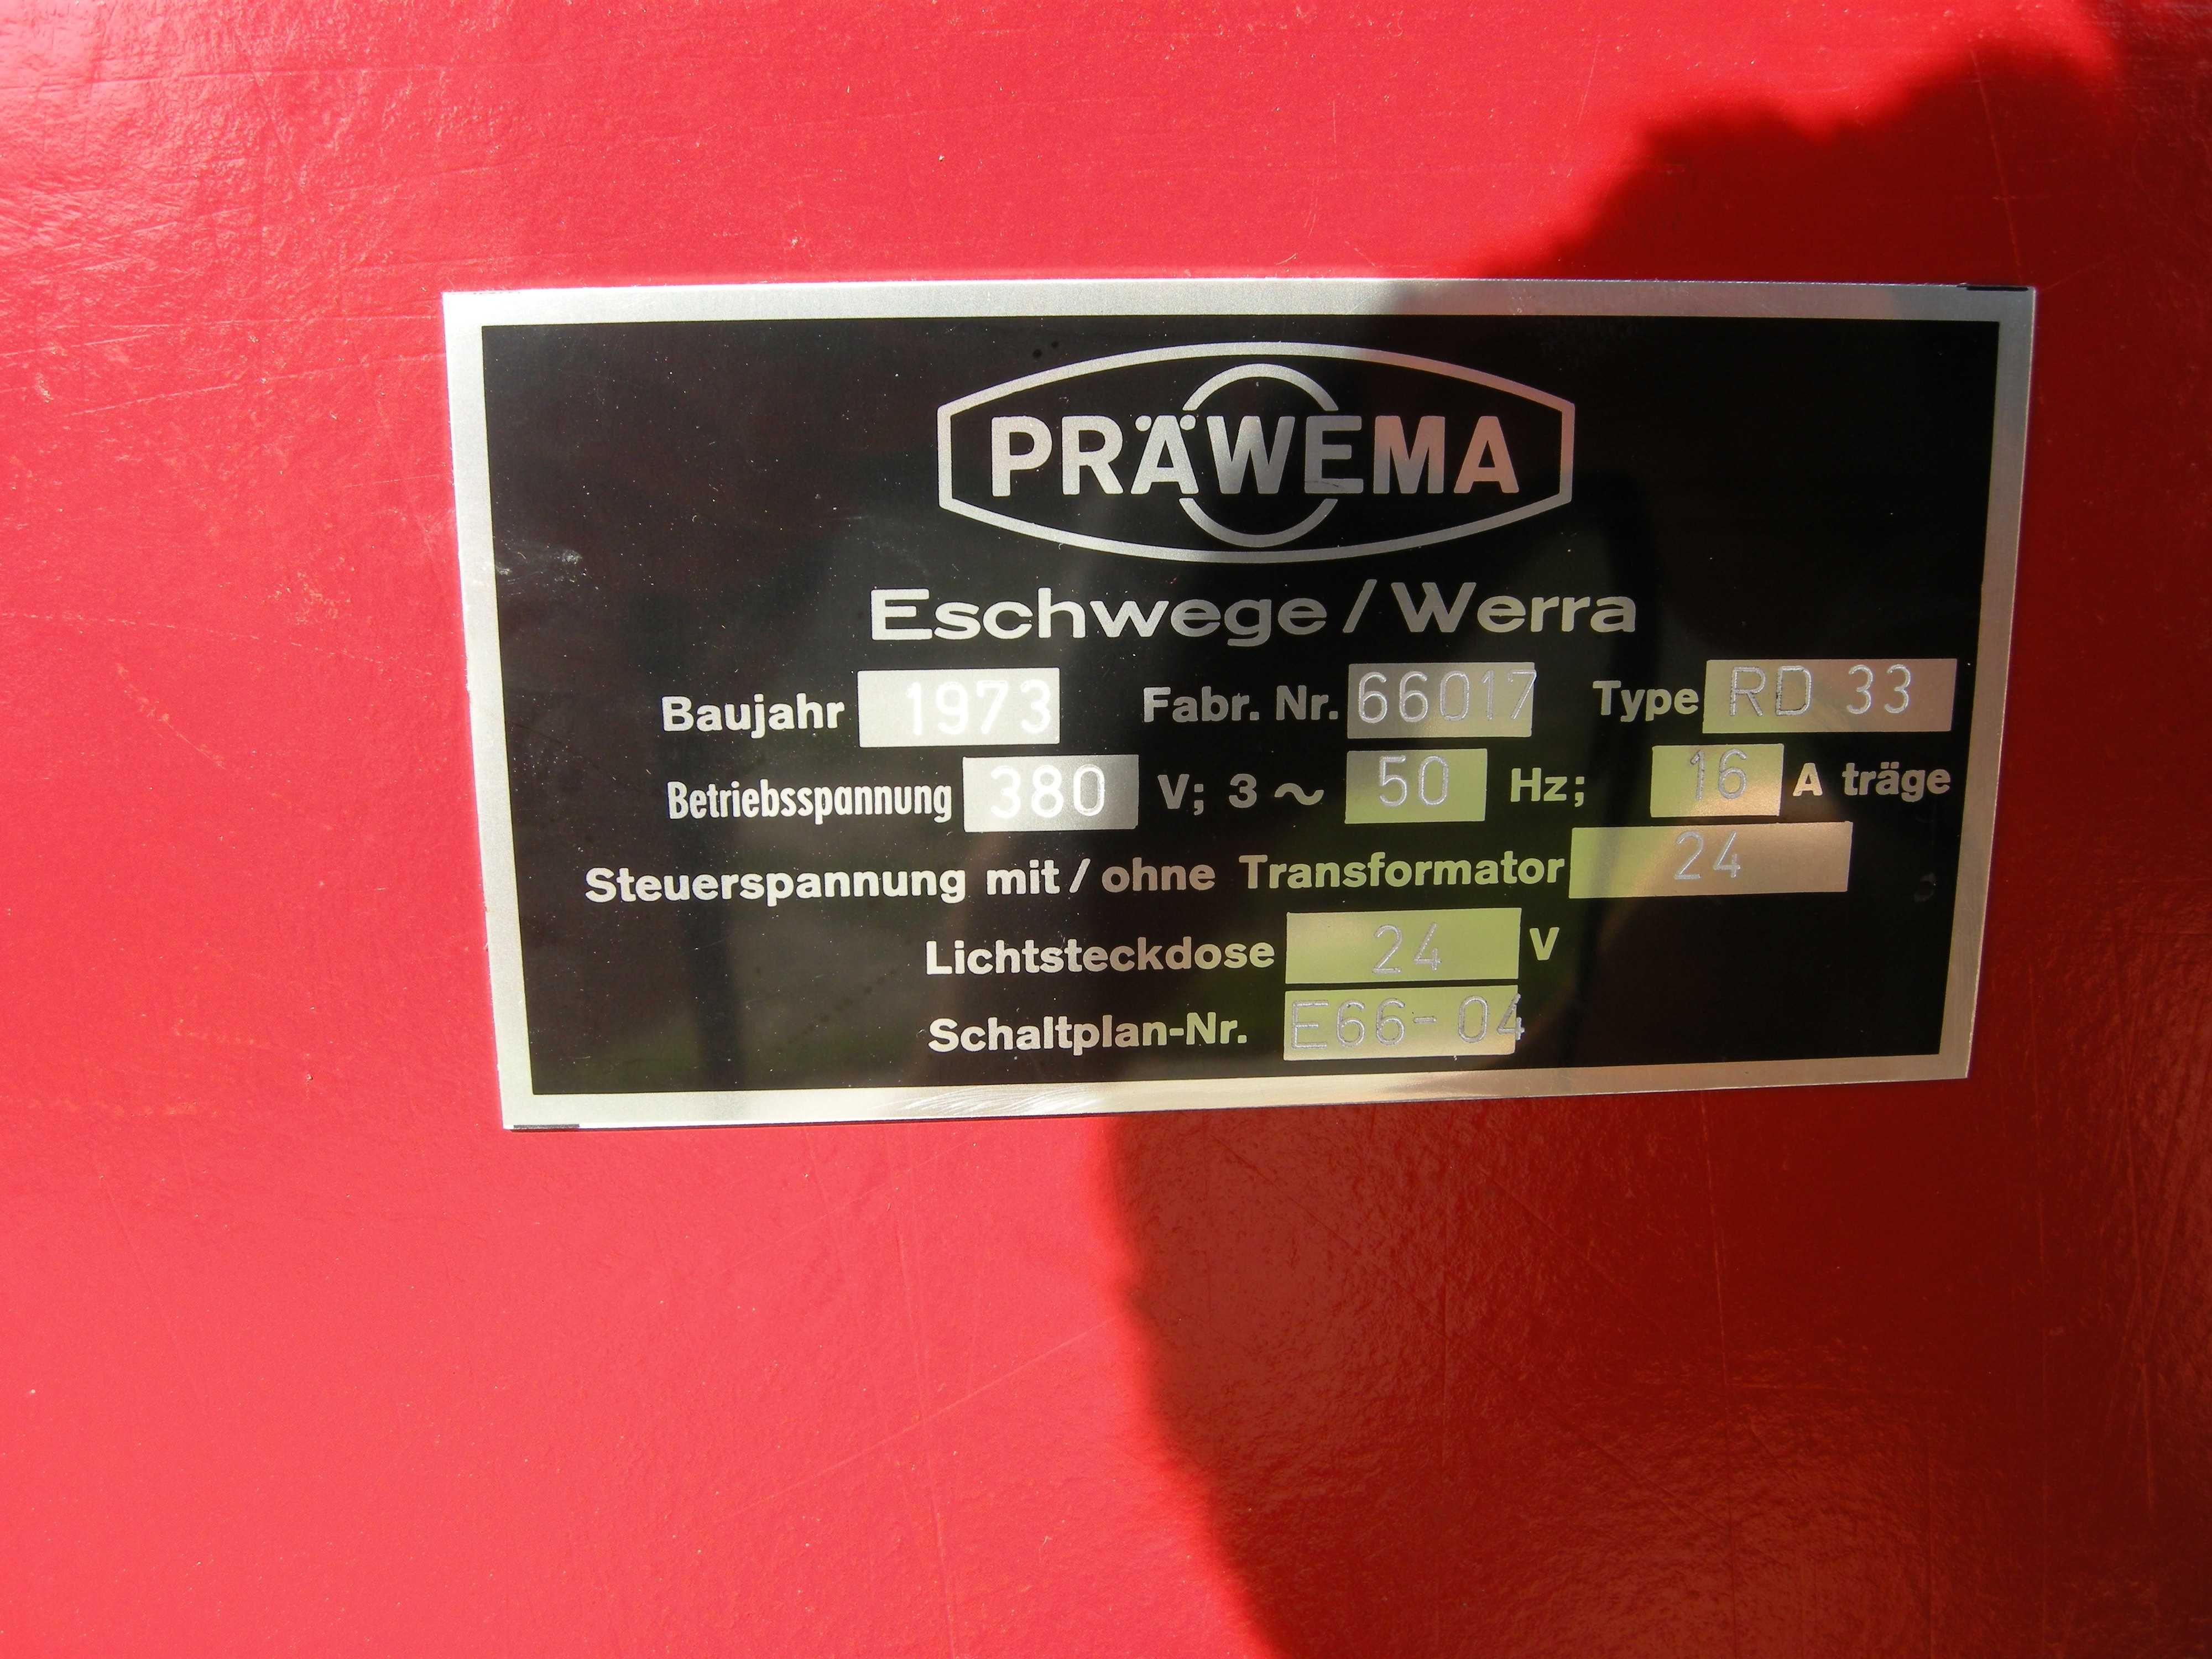 PRÄWEMA
Eschwege / Werra
Baujahr 1973 Fabr. Nr. 66017 Type RD 33
Betriebsspannung 380 V; 3 ~ 50 Hz; 16 A träge
Steuerspannung mit / ohne Transformator 24
Lichtsteckdose 24 V
Schaltplan-Nr. E66-04